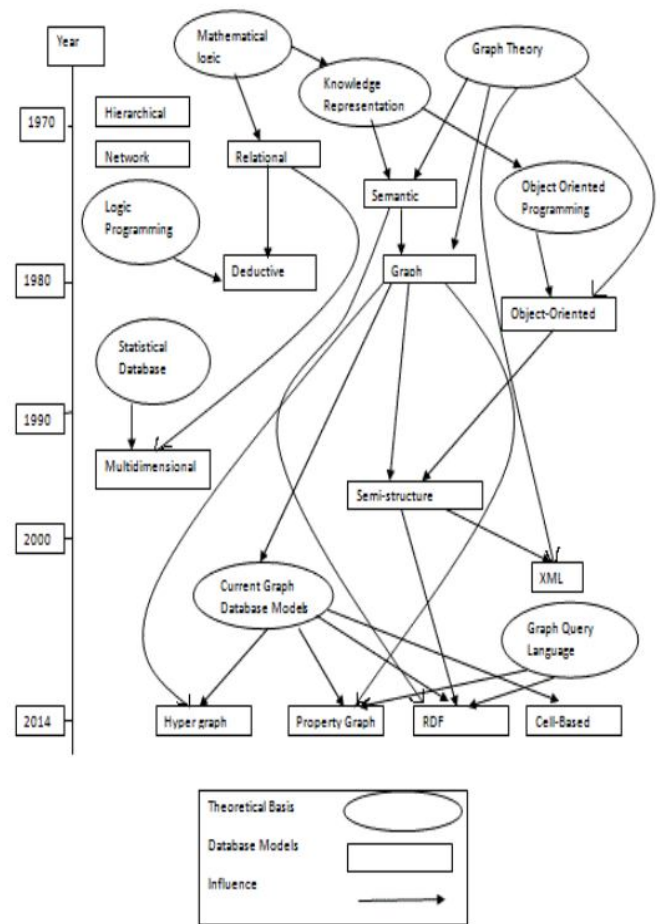 Year
Mathematical
logic
Graph Theory
Knowledge
Representation
Hierarchical
1970
Network
Relational
Semantic
Object Oriented
Programming
Logic
Programming
Deductive
Graph
1980
Object-Oriented
Statistical
Database
1990
Multidimensional
Semi-structure
2000
XML
Current Graph
Database Models
Graph Query
Language
2014
Hyper graph
Property Graph
RDF
Cell-Based
Theoretical Basis
Database Models
Influence